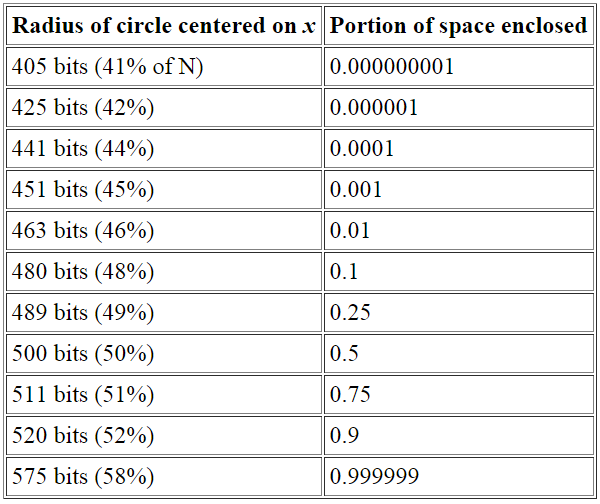 Radius of circle centered on x Portion of space enclosed
405 bits (41% of N) 0.000000001
425 bits (42%) 0.000001
441 bits (44%) 0.0001
451 bits (45%) 0.001
463 bits (46%) 0.01
480 bits (48%) 0.1
489 bits (49%) 0.25
500 bits (50%) 0.5
511 bits (51%) 0.75
520 bits (52%) 0.9
575 bits (58%) 0.999999